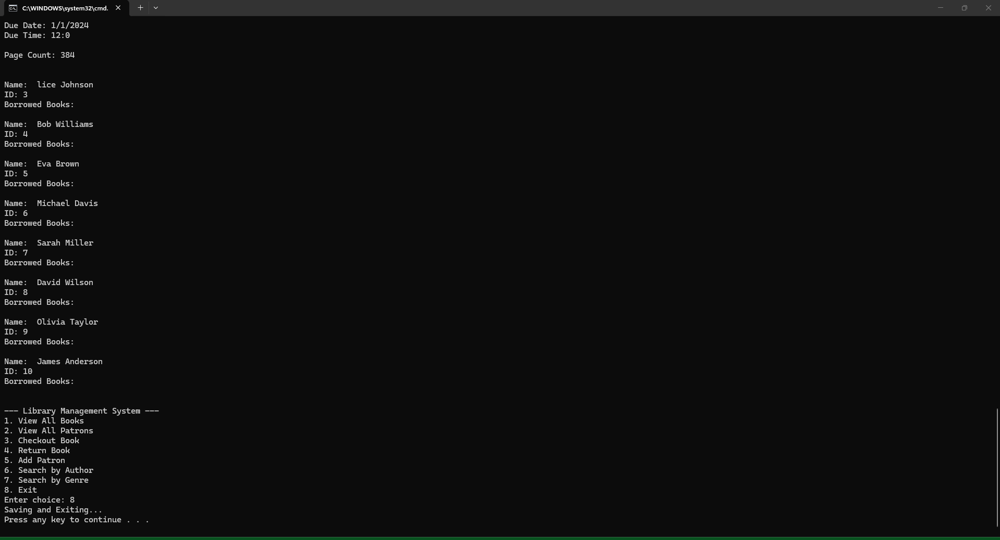 C:\WINDOWS\system32\cmd.
Due Date: 1/1/2024
Due Time: 12:0
Page Count: 384
Name:  lice Johnson
ID: 3
Borrowed Books:
Name:  Bob Williams
ID: 4
Borrowed Books:
Name:  Eva Brown
ID: 5
Borrowed Books:
Name:  Michael Davis
ID: 6
Borrowed Books:
Name:  Sarah Miller
ID: 7
Borrowed Books:
Name:  David Wilson
ID: 8
Borrowed Books:
Name:  Olivia Taylor
ID: 9
Borrowed Books:
Name:  James Anderson
ID: 10
Borrowed Books:
--- Library Management System ---
1. View All Books
2. View All Patrons
3. Checkout Book
4. Return Book
5. Add Patron
6. Search by Author
7. Search by Genre
8. Exit
Enter choice: 8
Saving and Exiting...
Press any key to continue . . .